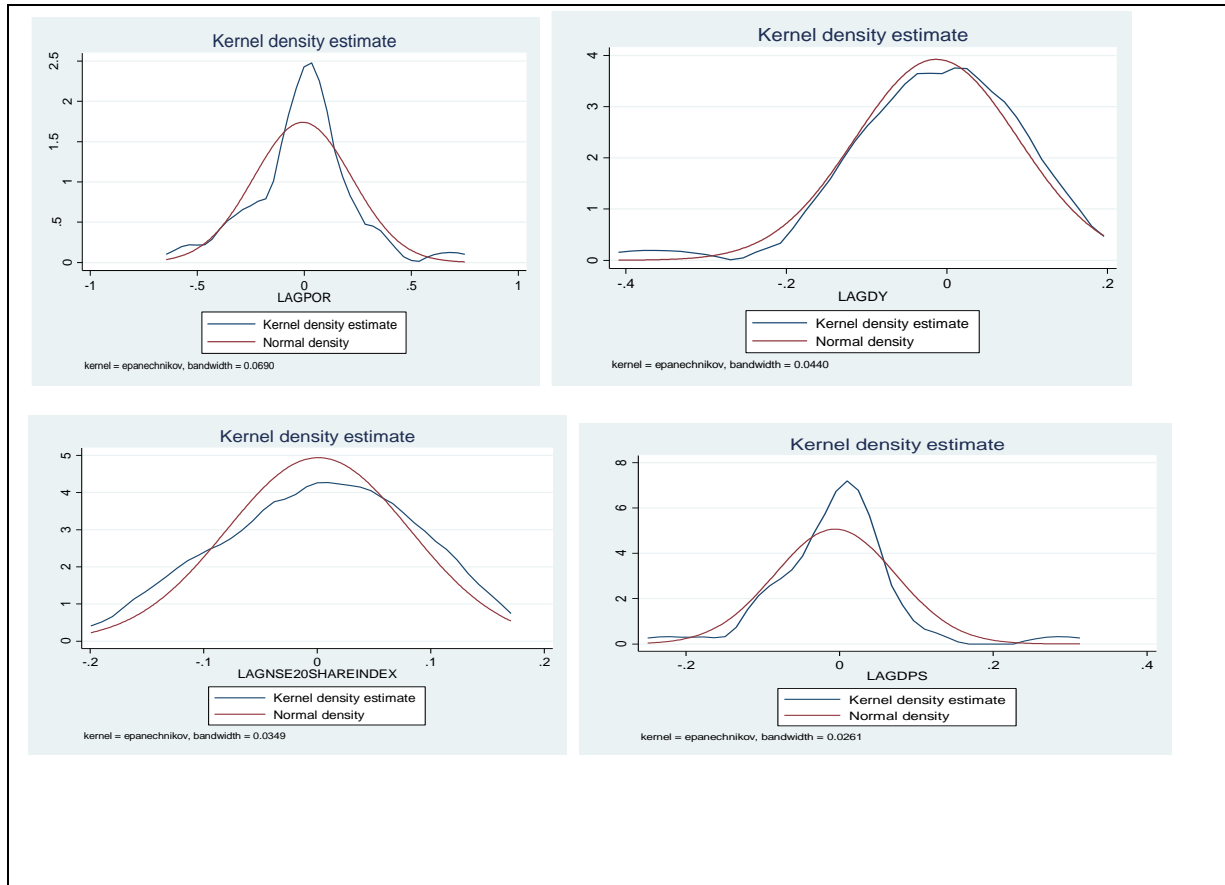 Kernel density estimate
2.5
2
1.5
1
.5
0
-1 -.5 0 .5 1
LAGPOR
Kernel density estimate
Normal density
kernel = epanechnikov, bandwidth = 0.0690
Kernel density estimate
4
3
2
1
0
-.4 -.2 0 .2
LAGDY
Kernel density estimate
Normal density
kernel = epanechnikov, bandwidth = 0.0440
Kernel density estimate
5
4
3
2
1
0
-.2 -.1 0 .1 .2
LAGNSE20SHAREINDEX
Kernel density estimate
Normal density
kernel = epanechnikov, bandwidth = 0.0349
Kernel density estimate
8
6
4
2
0
-.2 0 .2 .4
LAGDPS
Kernel density estimate
Normal density
kernel = epanechnikov, bandwidth = 0.0261